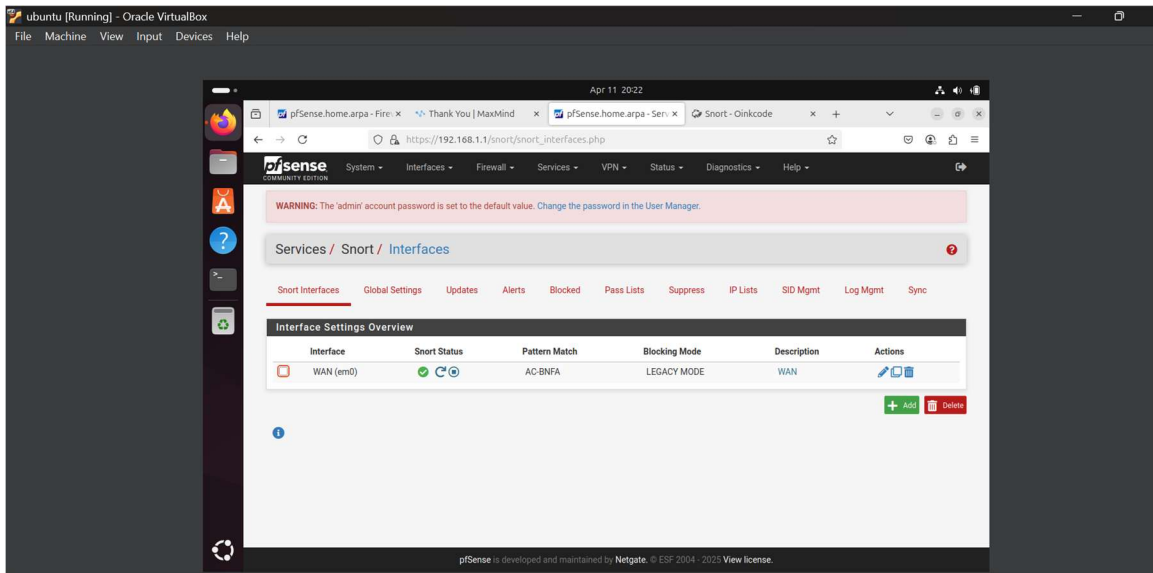 ubuntu [Running] - Oracle VirtualBox
File Machine View Input Devices Help
Apr 11 20:22
pfSense.home.arpa - Firew Thank You | MaxMind pfSense.home.arpa - Serv Snort - Oinkcode
https://192.168.1.1/snort/snort_interfaces.php
pfsense System Interfaces Firewall Services VPN Status Diagnostics Help
COMMUNITY EDITION
WARNING: The 'admin' account password is set to the default value. Change the password in the User Manager.
Services / Snort / Interfaces
Snort Interfaces Global Settings Updates Alerts Blocked Pass Lists Suppress IP Lists SID Mgmt Log Mgmt Sync
Interface Settings Overview
Interface Snort Status Pattern Match Blocking Mode Description Actions
WAN (em0) AC-BNFA LEGACY MODE WAN
+ Add Delete
pfSense is developed and maintained by Netgate. © ESF 2004 - 2025 View license.